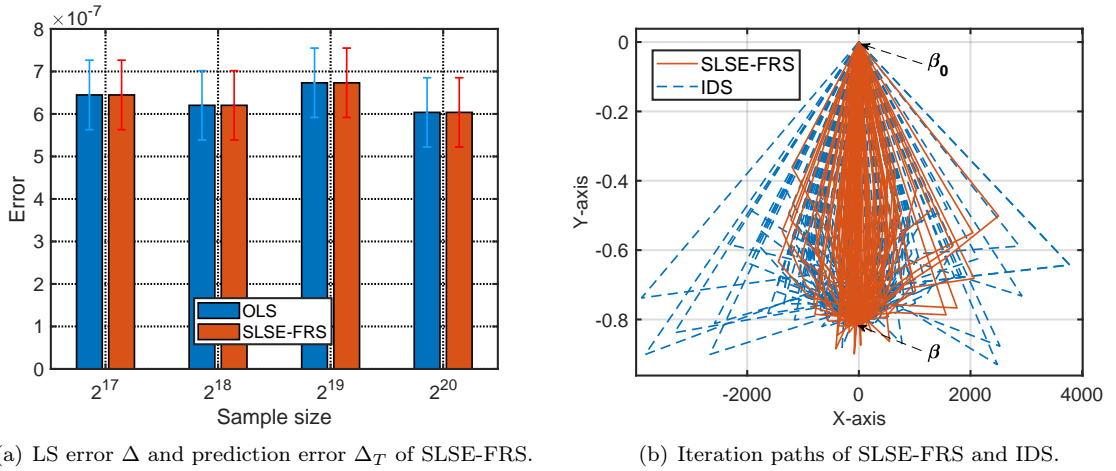 ×10⁻⁷
8
7
6
5
4
3
2
1
0
Error
OLS
SLSE-FRS
2¹⁷ 2¹⁸ 2¹⁹ 2²⁰
Sample size
a) LS error Δ and prediction error Δ_T of SLSE-FRS.
0
-0.2
-0.4
-0.6
-0.8
Y-axis
SLSE-FRS
IDS
β₀
β
-2000 0 2000 4000
X-axis
(b) Iteration paths of SLSE-FRS and IDS.